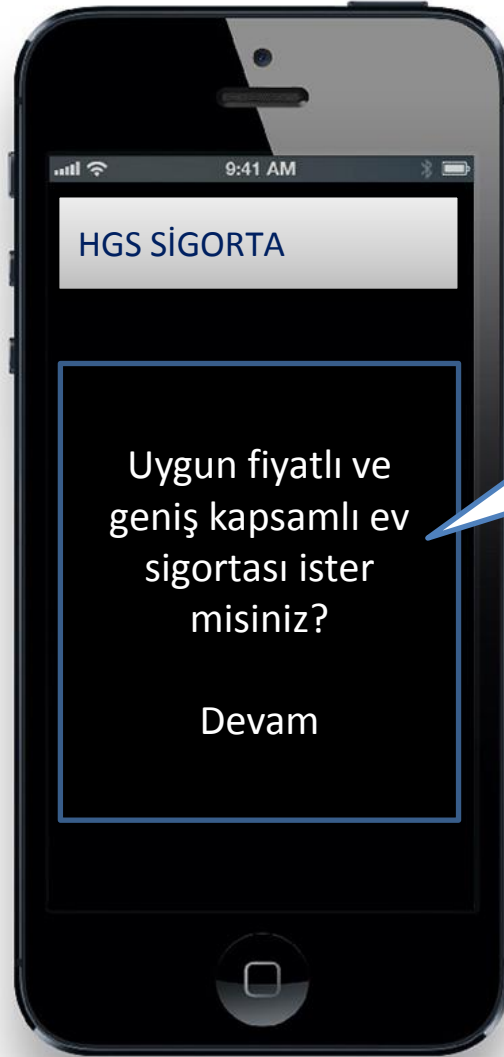 9:41 AM
HGS SİGORTA
Uygun fiyatlı ve
geniş kapsamlı ev
sigortası ister
misiniz?
Devam